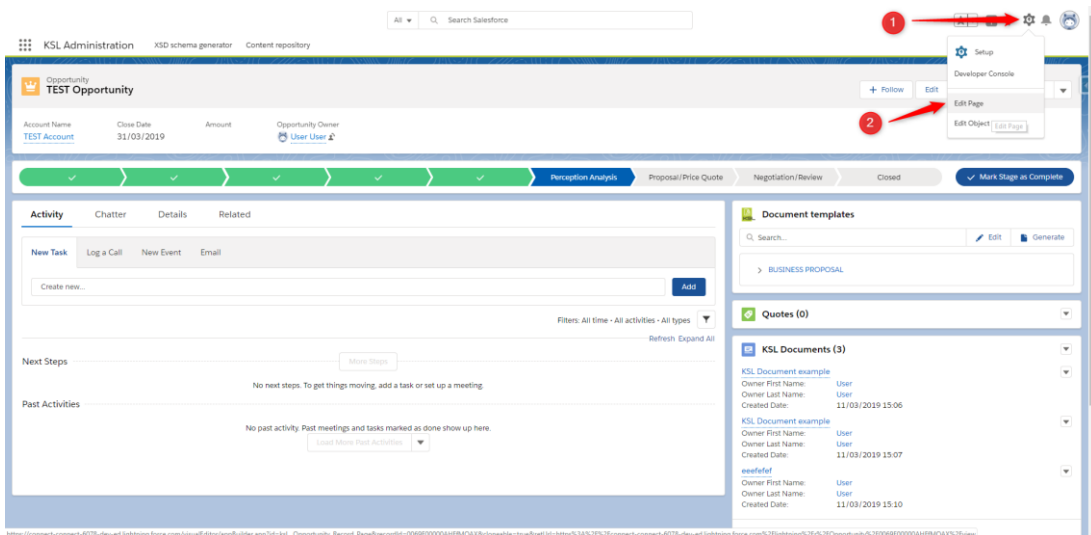 All
Search Salesforce
1
KSL Administration
XSD schema generator
Content repository
Setup
Developer Console
Edit Page
Edit Object
Edit Page
2
Opportunity
TEST Opportunity
+ Follow
Edit
Account Name
Close Date
Amount
Opportunity Owner
TEST Account
31/03/2019
User User
Perception Analysis
Proposal/Price Quote
Negotiation/Review
Closed
Mark Stage as Complete
Activity
Chatter
Details
Related
New Task
Log a Call
New Event
Email
Create new...
Add
Filters: All time • All activities • All types
Refresh Expand All
Next Steps
More Steps
No next steps. To get things moving, add a task or set up a meeting.
Past Activities
No past activity. Past meetings and tasks marked as done show up here.
Load More Past Activities
Document templates
Search...
Edit
Generate
BUSINESS PROPOSAL
Quotes (0)
KSL Documents (3)
KSL Document example
Owner First Name: User
Owner Last Name: User
Created Date: 11/03/2019 15:06
KSL Document example
Owner First Name: User
Owner Last Name: User
Created Date: 11/03/2019 15:07
eeefefef
Owner First Name: User
Owner Last Name: User
Created Date: 11/03/2019 15:10